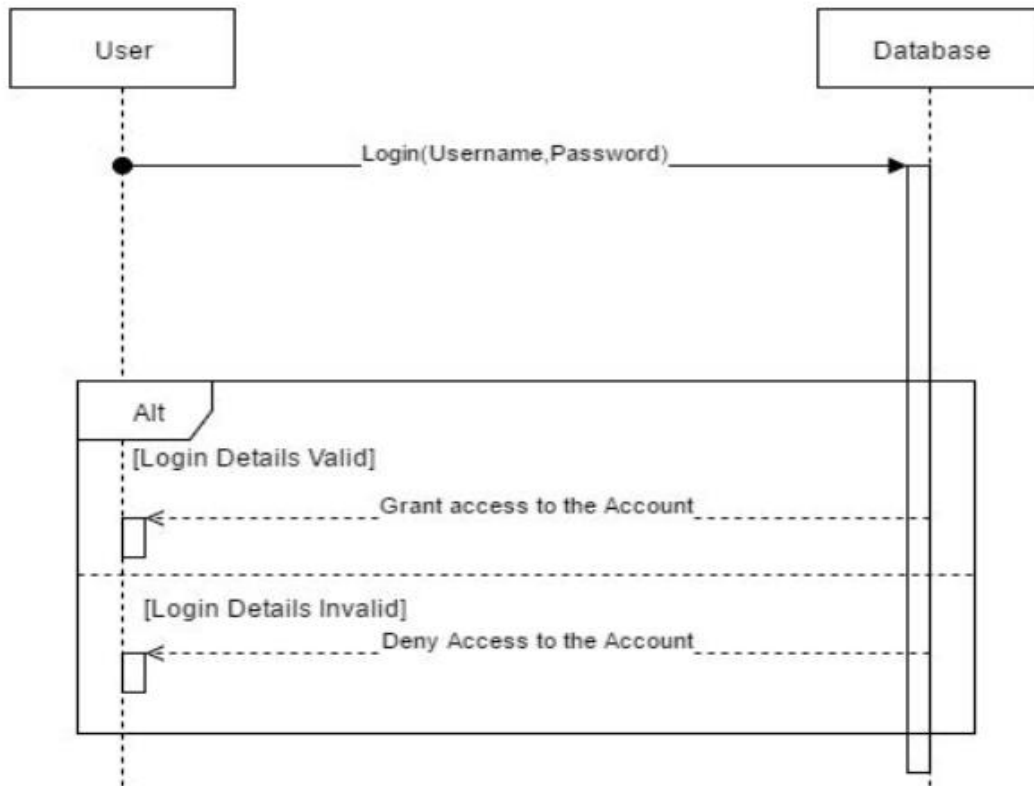 User
Database
Login(Username,Password)
Alt
[Login Details Valid]
Grant access to the Account
[Login Details Invalid]
Deny Access to the Account